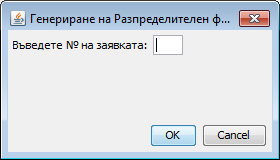 Генериране на Разпределителен ф...
Въведете № на заявката:
OK Cancel